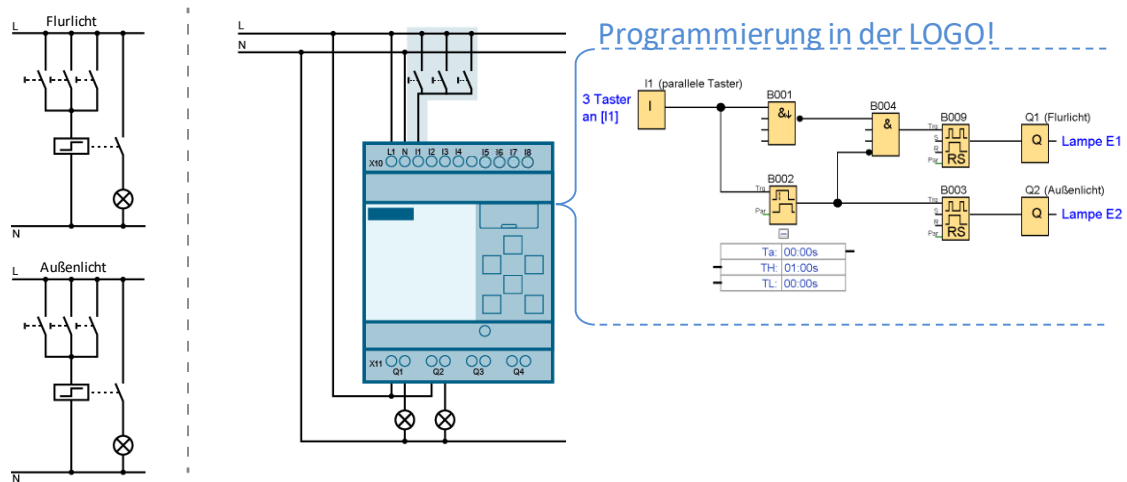 Flurlicht
L
N
Außenlicht
L
N
L
N
L1 N I1 I2 I3 I4 I5 I6 I7 I8
X10
X11
Q1 Q2 Q3 Q4
Programmierung in der LOGO!
3 Taster
an [I1]
I1 (parallele Taster)
I
B001
&↓
B004
&
B009
Trg
S
R
Par
RS
Q1 (Flurlicht)
Q
Lampe E1
B002
Trg
Par
B003
Trg
S
R
Par
RS
Q2 (Außenlicht)
Q
Lampe E2
Ta: 00:00s
TH: 01:00s
TL: 00:00s